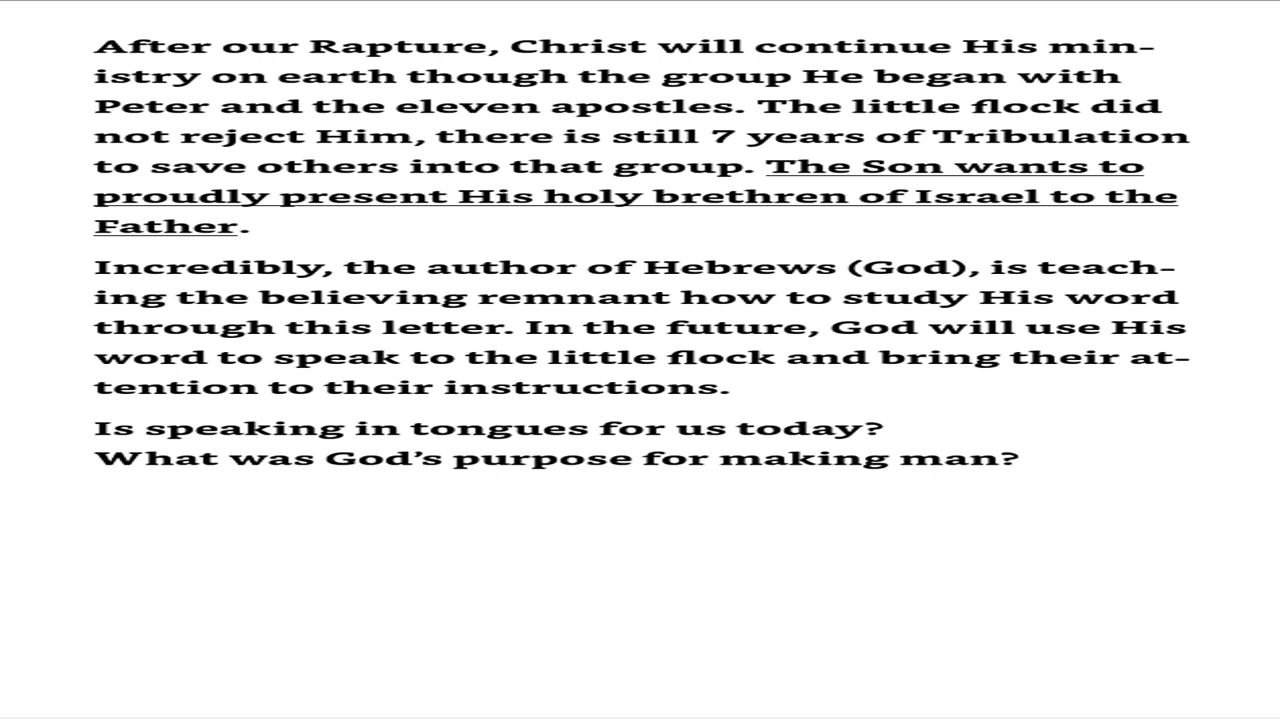 After our Rapture, Christ will continue His min-
istry on earth though the group He began with
Peter and the eleven apostles. The little flock did
not reject Him, there is still 7 years of Tribulation
to save others into that group. The Son wants to
proudly present His holy brethren of Israel to the
Father.
Incredibly, the author of Hebrews (God), is teach-
ing the believing remnant how to study His word
through this letter. In the future, God will use His
word to speak to the little flock and bring their at-
tention to their instructions.
Is speaking in tongues for us today?
What was God’s purpose for making man?